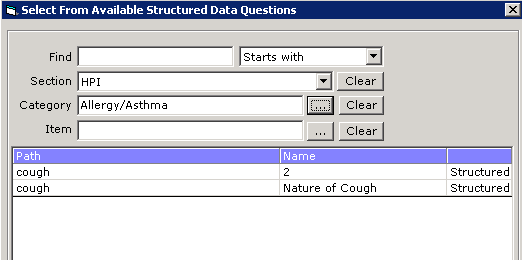 Select From Available Structured Data Questions
Find Starts with
Section HPI Clear
Category Allergy/Asthma ... Clear
Item ... Clear
Path Name
cough 2 Structured
cough Nature of Cough Structured